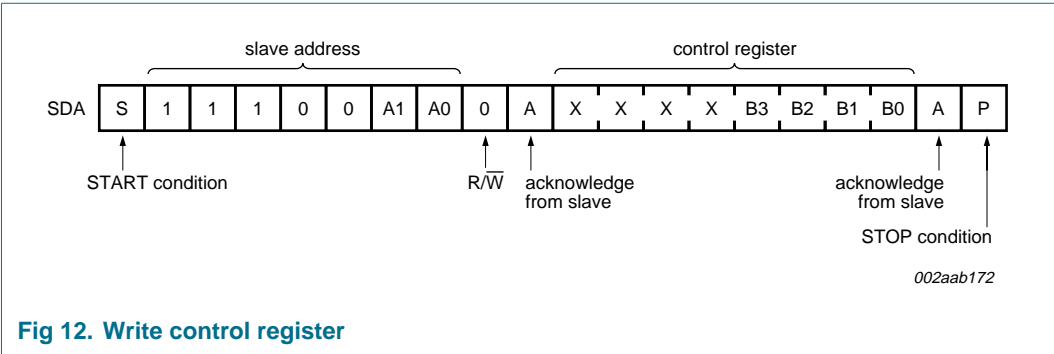 slave address control register
SDA S 1 1 1 0 0 A1 A0 0 A X X X X B3 B2 B1 B0 A P
START condition R/W̅ acknowledge from slave acknowledge from slave
STOP condition
002aab172
Fig 12. Write control register